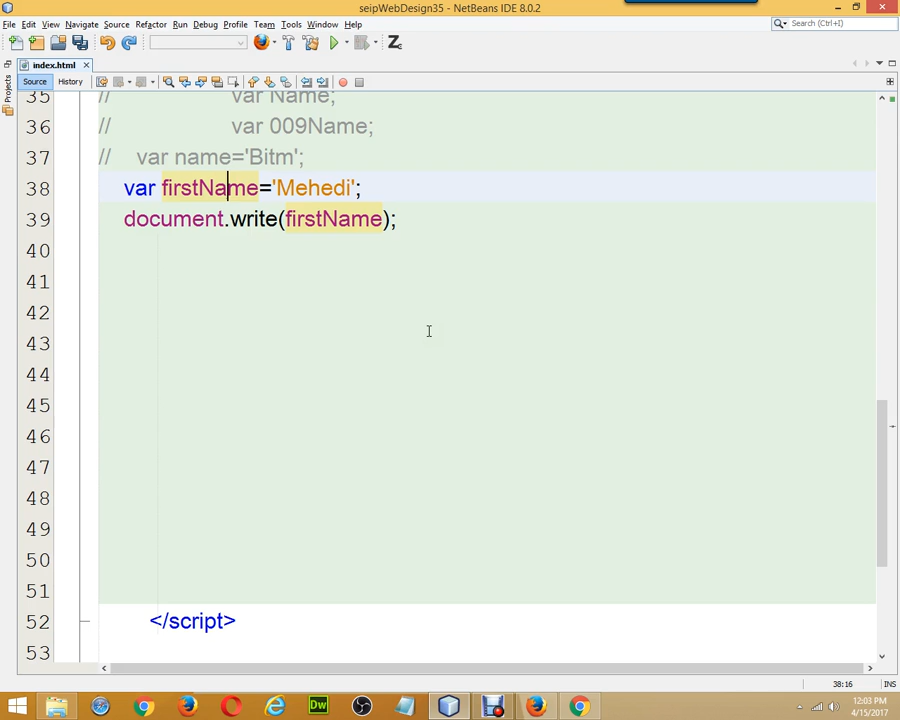 seipWebDesign35 - NetBeans IDE 8.0.2
File Edit View Navigate Source Refactor Run Debug Profile Team Tools Window Help
Search (Ctrl+I)
index.html
Source History
Projects
35 // var Name;
36 // var 009Name;
37 // var name='Bitm';
38 var firstName='Mehedi';
39 document.write(firstName);
40
41
42
43
44
45
46
47
48
49
50
51
52 </script>
53
38:16 INS
Dw
12:03 PM
4/15/2017